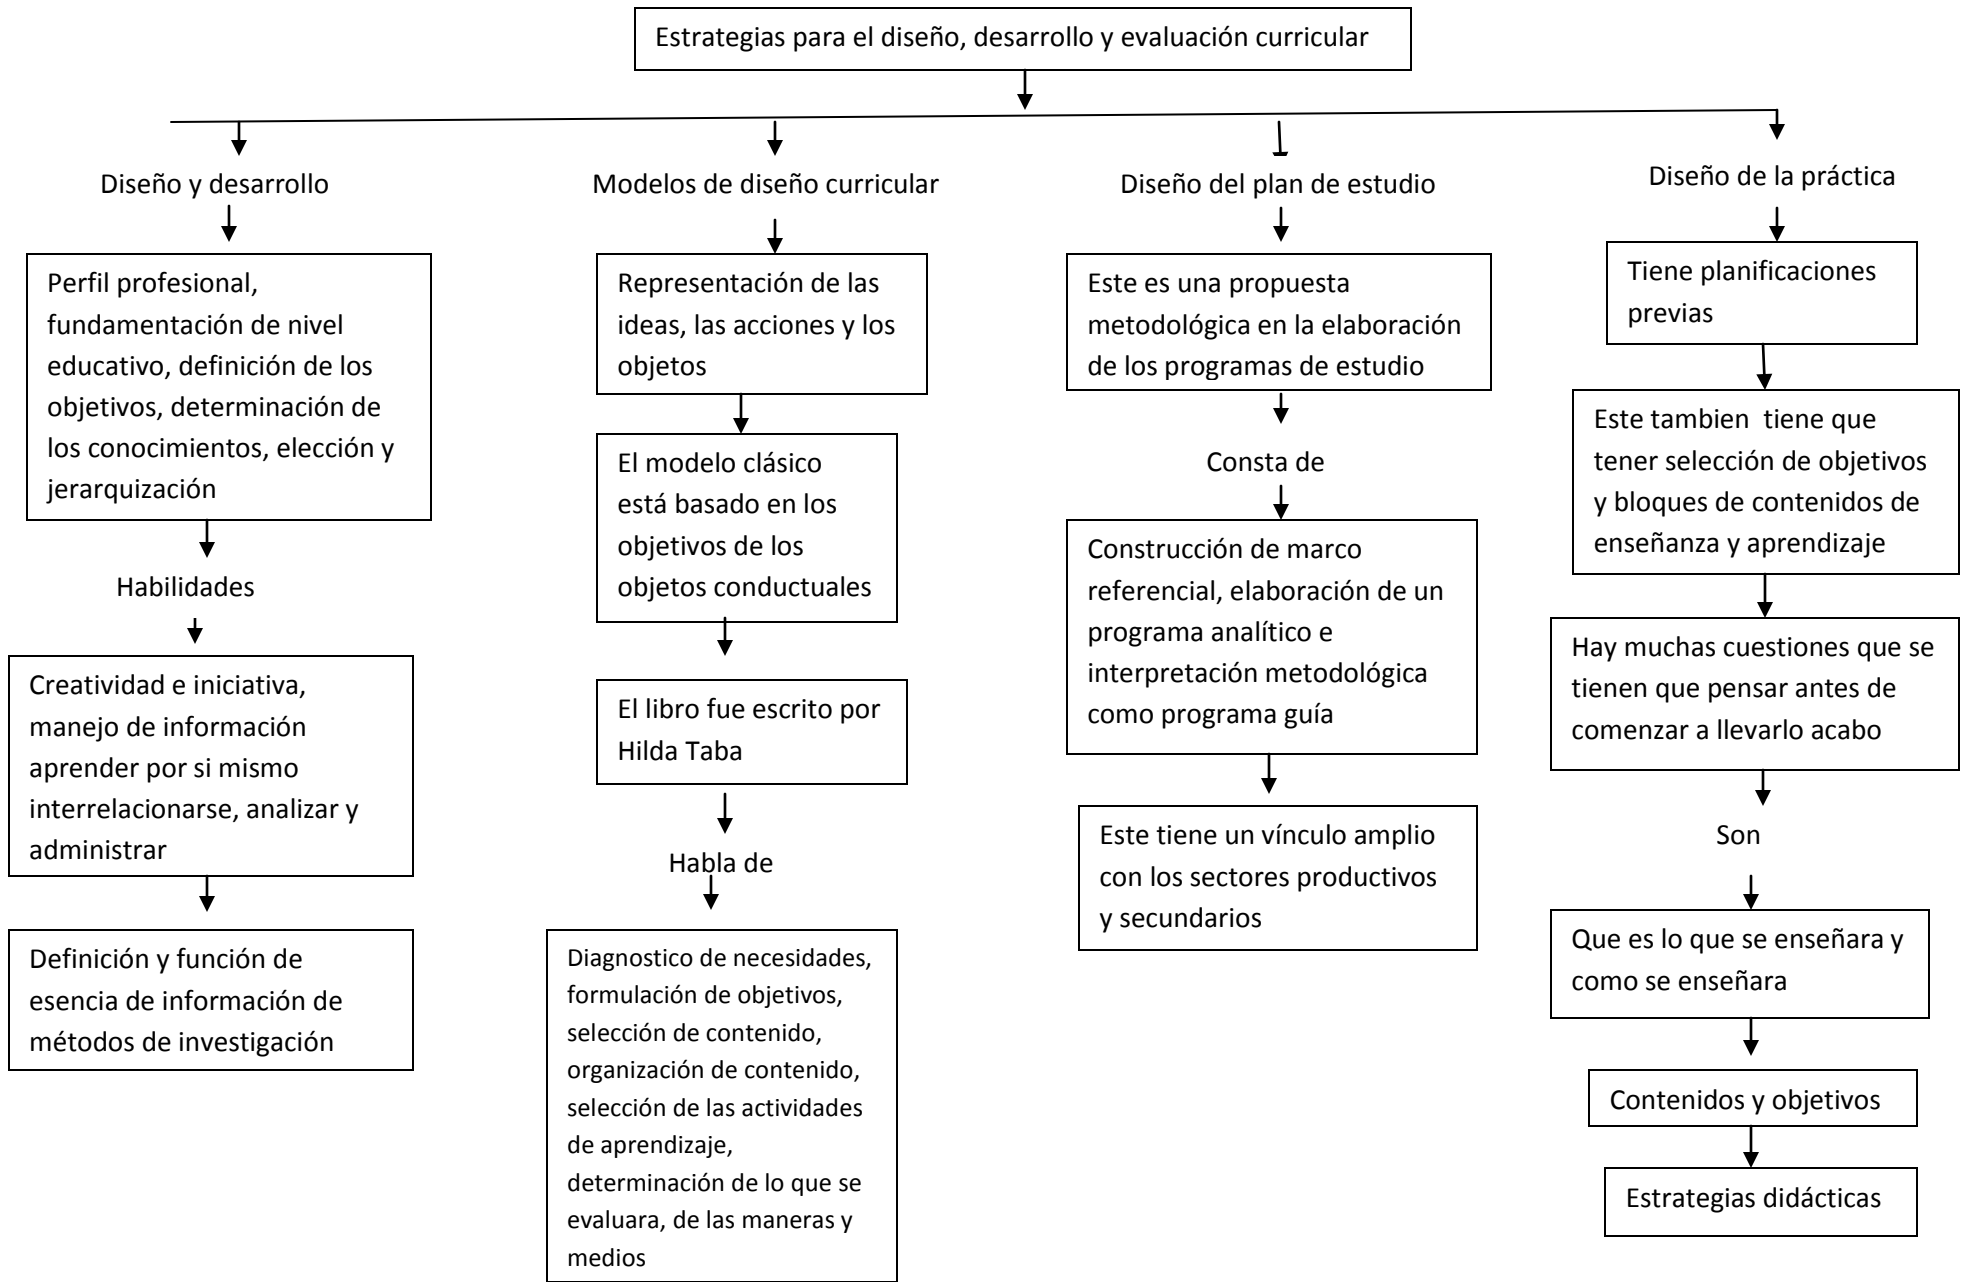 Estrategias para el diseño, desarrollo y evaluación curricular
Diseño y desarrollo
Perfil profesional,
fundamentación de nivel
educativo, definición de los
objetivos, determinación de
los conocimientos, elección y
jerarquización
Habilidades
Creatividad e iniciativa,
manejo de información
aprender por si mismo
interrelacionarse, analizar y
administrar
Definición y función de
esencia de información de
métodos de investigación
Modelos de diseño curricular
Representación de las
ideas, las acciones y los
objetos
El modelo clásico
está basado en los
objetivos de los
objetos conductuales
El libro fue escrito por
Hilda Taba
Habla de
Diagnostico de necesidades,
formulación de objetivos,
selección de contenido,
organización de contenido,
selección de las actividades
de aprendizaje,
determinación de lo que se
evaluara, de las maneras y
medios
Diseño del plan de estudio
Este es una propuesta
metodológica en la elaboración
de los programas de estudio
Consta de
Construcción de marco
referencial, elaboración de un
programa analítico e
interpretación metodológica
como programa guía
Este tiene un vínculo amplio
con los sectores productivos
y secundarios
Diseño de la práctica
Tiene planificaciones
previas
Este tambien  tiene que
tener selección de objetivos
y bloques de contenidos de
enseñanza y aprendizaje
Hay muchas cuestiones que se
tienen que pensar antes de
comenzar a llevarlo acabo
Son
Que es lo que se enseñara y
como se enseñara
Contenidos y objetivos
Estrategias didácticas